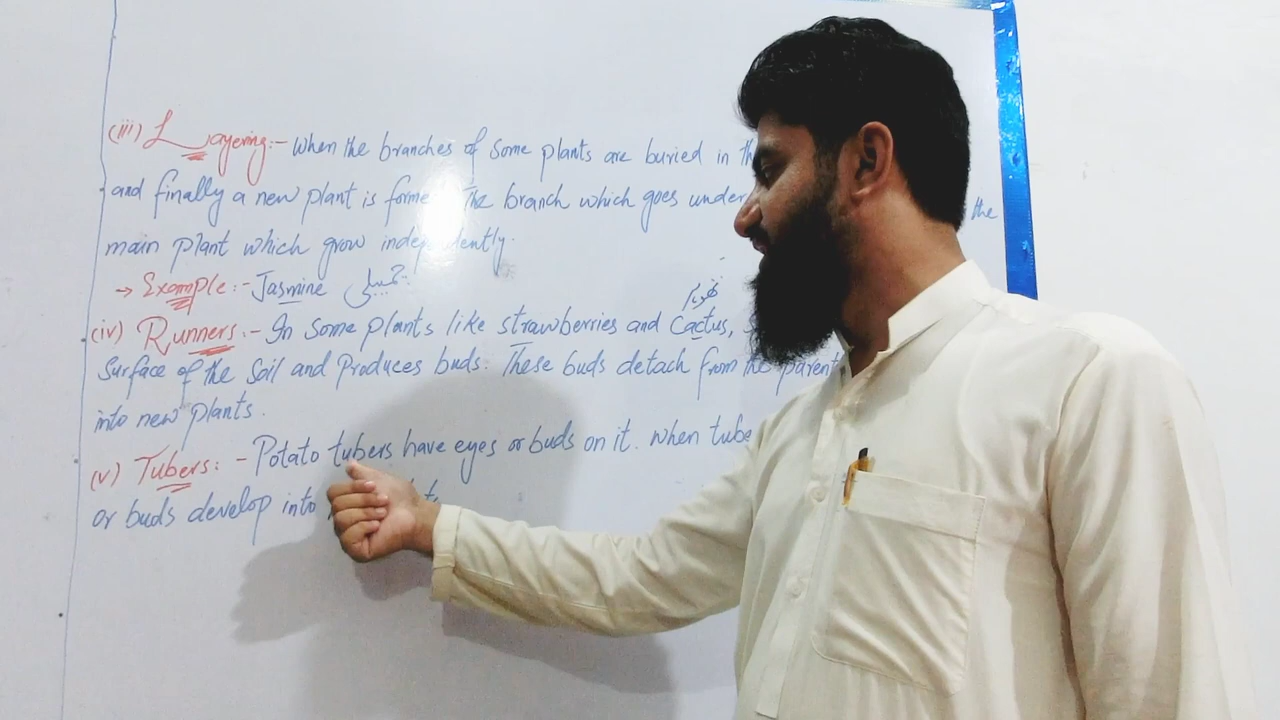 (iii) Layering:- When the branches of some plants are buried in
and finally a new plant is forme The branch which goes under the
main plant which grow independently.
→ Example:- Jasmine چمبیلی
(iv) Runners:- In some plants like strawberries and Cactus,
Surface of the soil and Produces buds. These buds detach from the parent
into new plants.
(v) Tubers: - Potato tubers have eyes or buds on it. when tube
or buds develop into